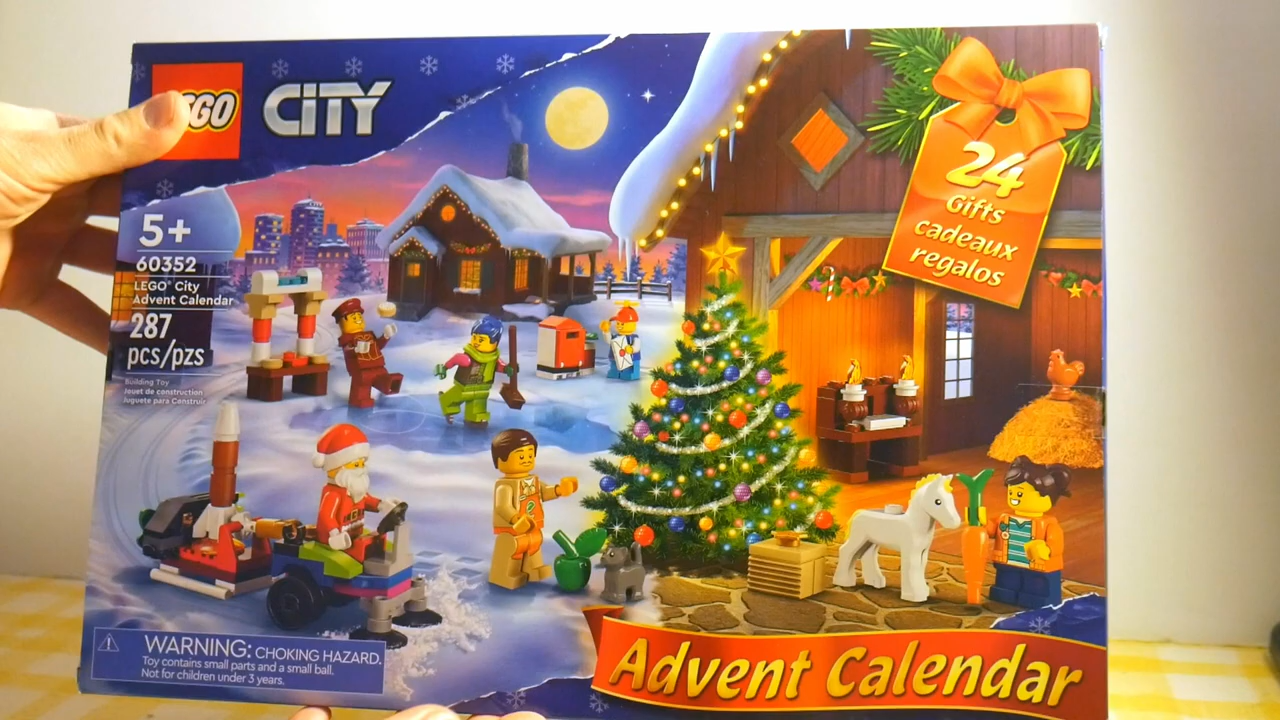 LEGO CITY
5+
60352
LEGO® City
Advent Calendar
287
pcs/pzs
Building Toy
Jouet de construction
Juguete para Construir
24
Gifts
cadeaux
regalos
WARNING: CHOKING HAZARD.
Toy contains small parts and a small ball.
Not for children under 3 years.
Advent Calendar